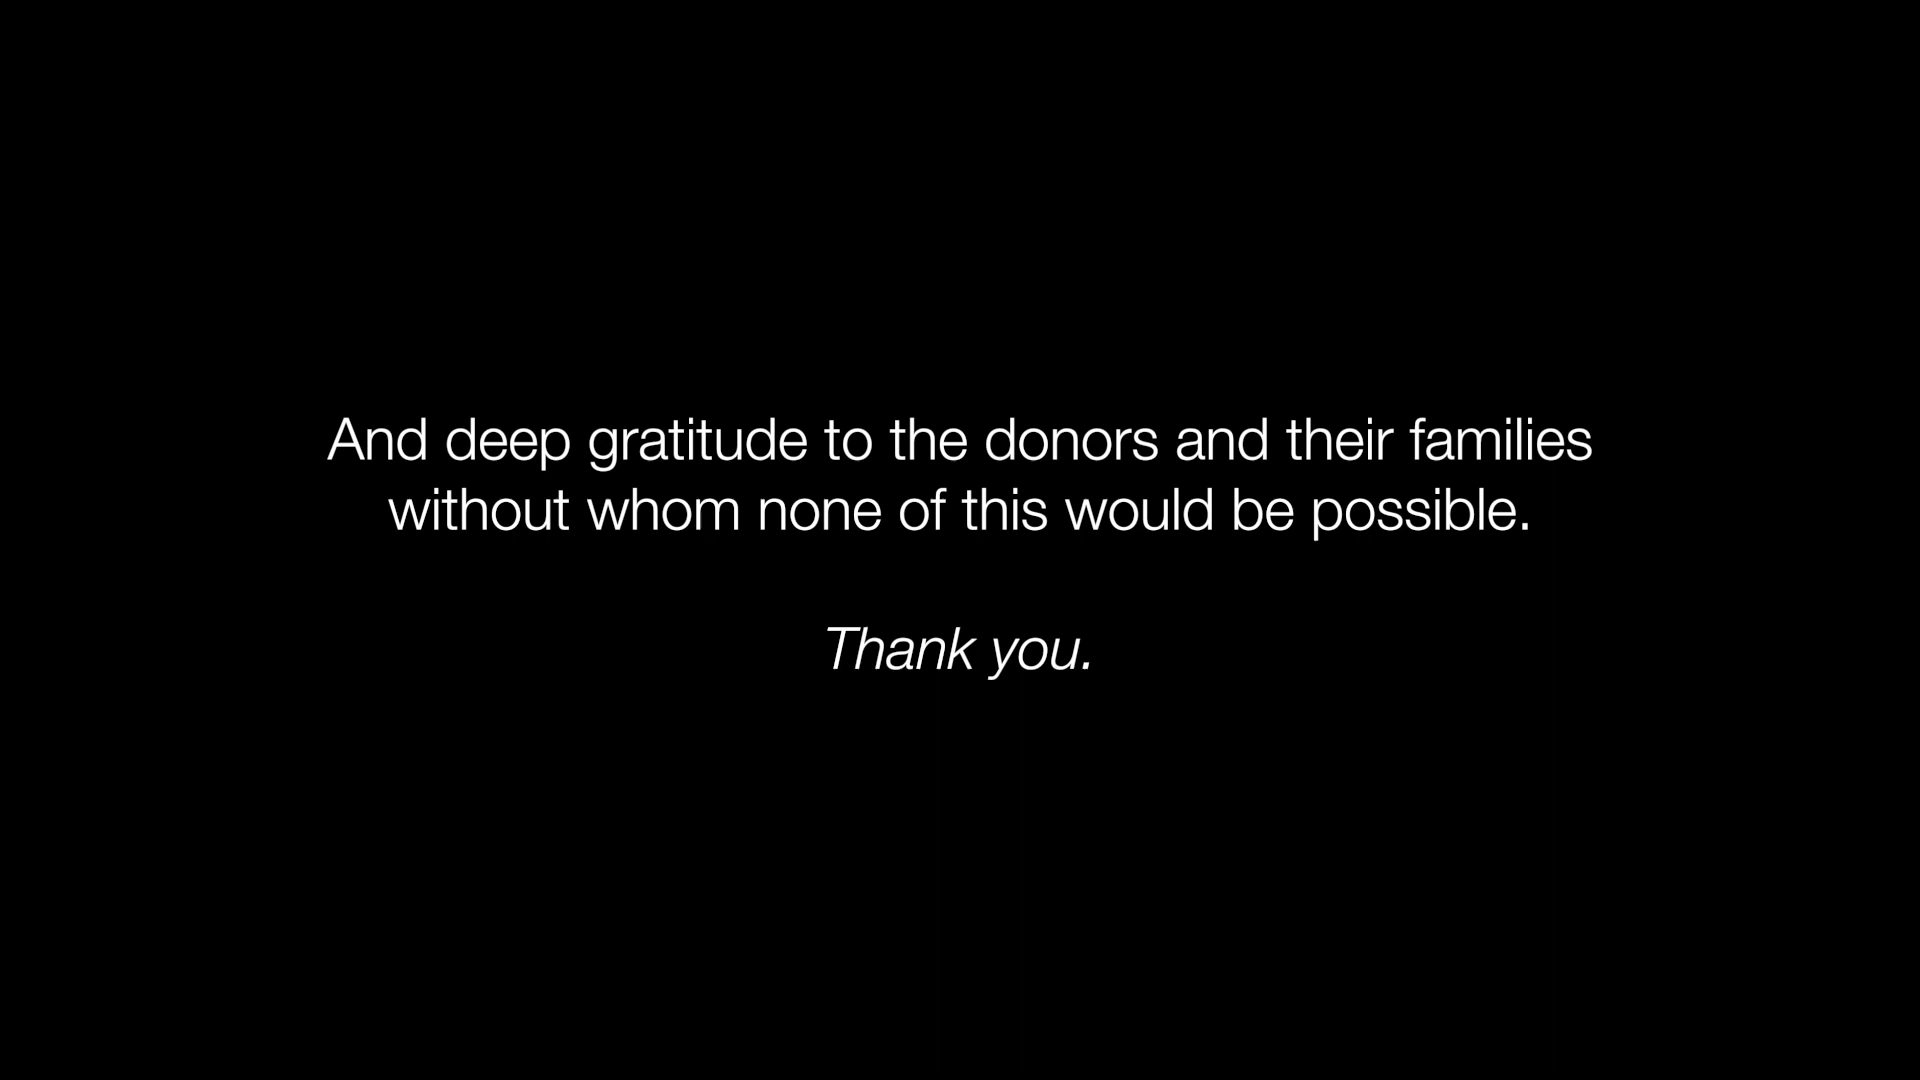 And deep gratitude to the donors and their families
without whom none of this would be possible.
Thank you.